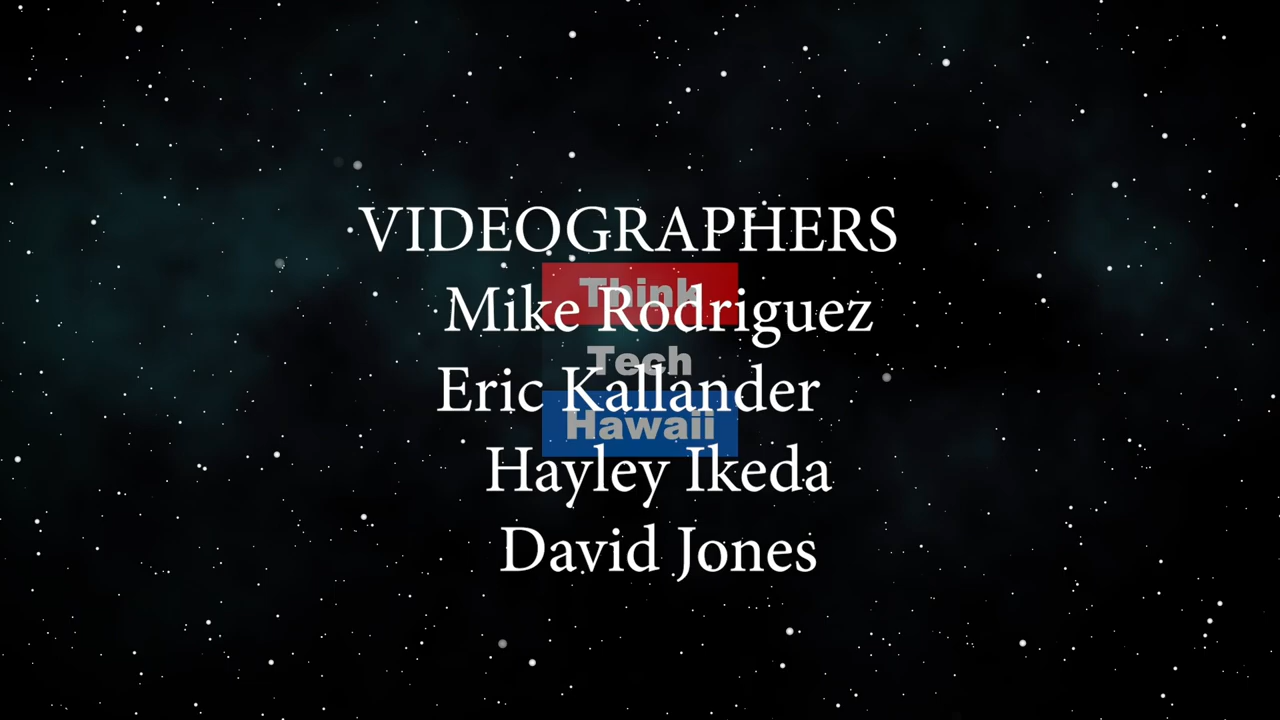 VIDEOGRAPHERS
Mike Rodriguez
Eric Kallander
Hayley Ikeda
David Jones
Think
Tech
Hawaii